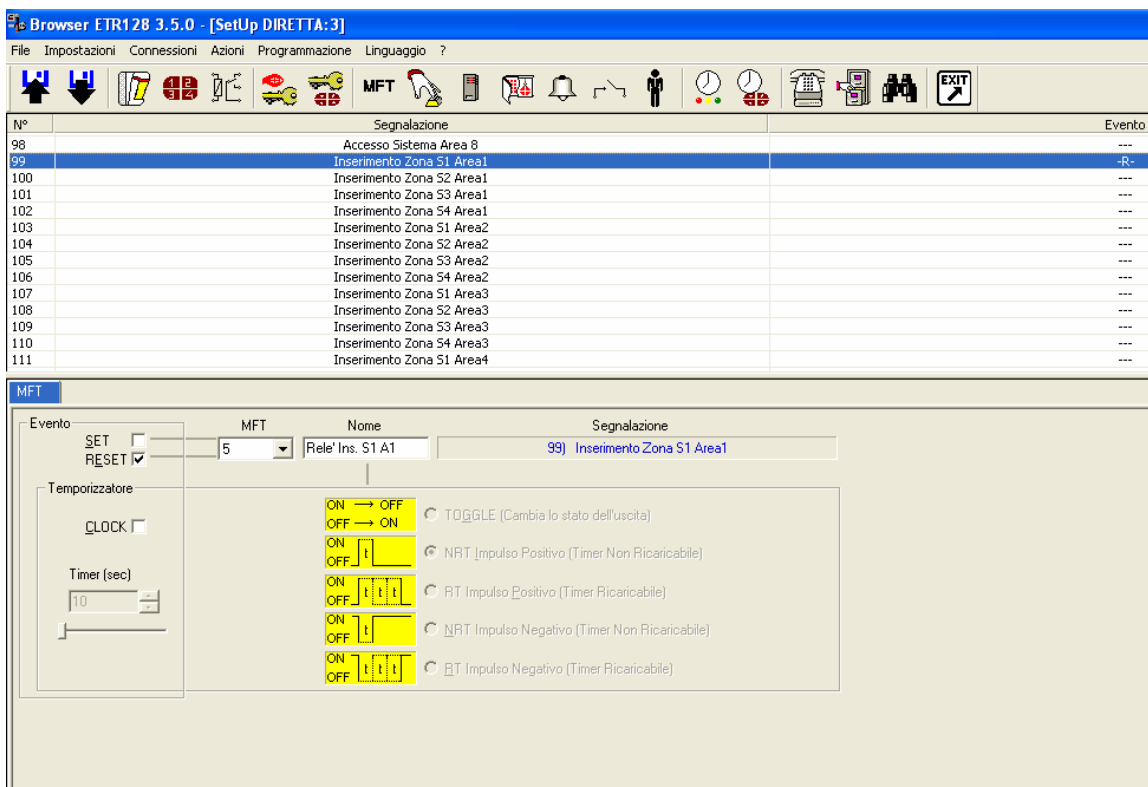 Browser ETR128 3.5.0 - [SetUp DIRETTA:3]
File Impostazioni Connessioni Azioni Programmazione Linguaggio ?
MFT EXIT
N° Segnalazione Evento
98 Accesso Sistema Area 8 ---
99 Inserimento Zona S1 Area1 -R-
100 Inserimento Zona S2 Area1 ---
101 Inserimento Zona S3 Area1 ---
102 Inserimento Zona S4 Area1 ---
103 Inserimento Zona S1 Area2 ---
104 Inserimento Zona S2 Area2 ---
105 Inserimento Zona S3 Area2 ---
106 Inserimento Zona S4 Area2 ---
107 Inserimento Zona S1 Area3 ---
108 Inserimento Zona S2 Area3 ---
109 Inserimento Zona S3 Area3 ---
110 Inserimento Zona S4 Area3 ---
111 Inserimento Zona S1 Area4 ---
MFT
Evento MFT Nome Segnalazione
SET
RESET
5 Rele' Ins. S1 A1 99) Inserimento Zona S1 Area1
Temporizzatore
CLOCK
Timer (sec)
10
ON → OFF
OFF → ON
TOGGLE (Cambia lo stato dell'uscita)
ON
OFF t
NRT Impulso Positivo (Timer Non Ricaricabile)
ON
OFF t t t
RT Impulso Positivo (Timer Ricaricabile)
ON
OFF t
NRT Impulso Negativo (Timer Non Ricaricabile)
ON
OFF t t t
RT Impulso Negativo (Timer Ricaricabile)